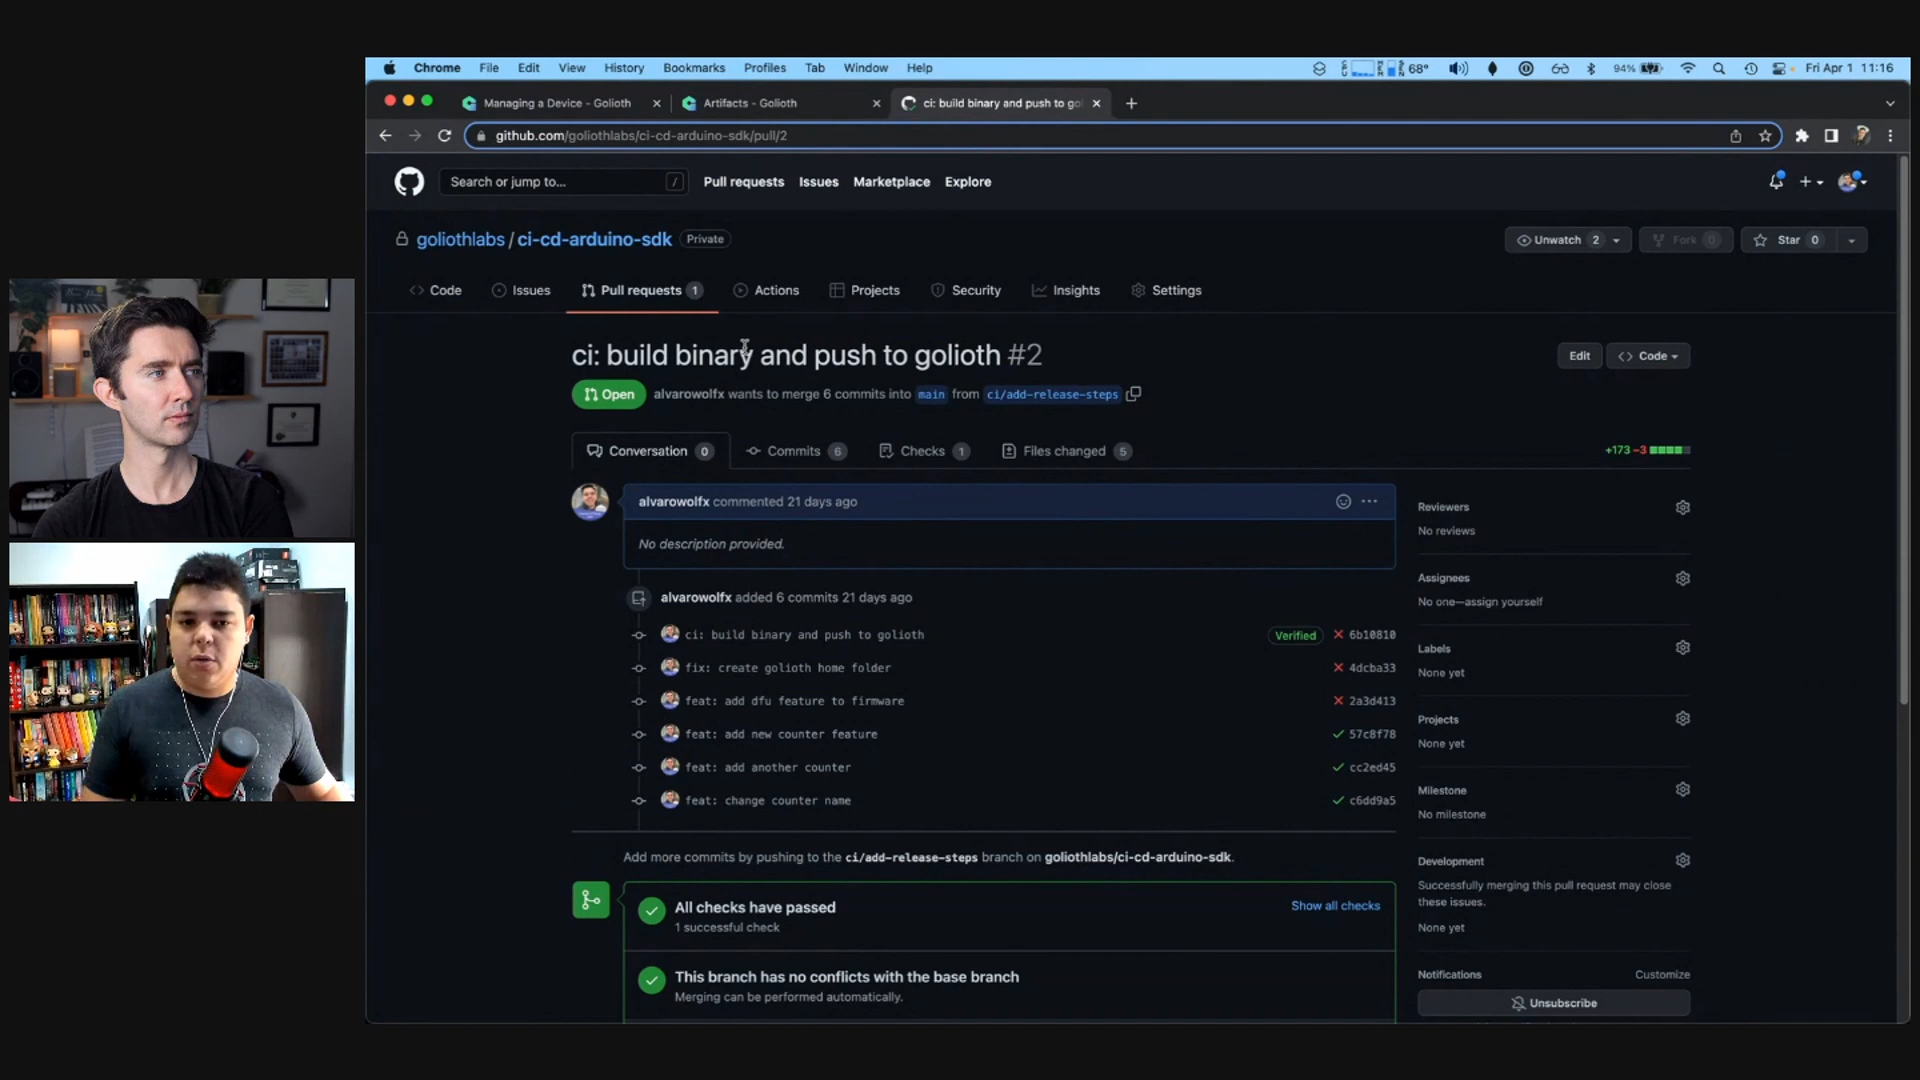 Chrome File Edit View History Bookmarks Profiles Tab Window Help 68° 94% Fri Apr 1 11:16
Managing a Device - Golioth Artifacts - Golioth ci: build binary and push to gol
github.com/goliothlabs/ci-cd-arduino-sdk/pull/2
Search or jump to... / Pull requests Issues Marketplace Explore
goliothlabs / ci-cd-arduino-sdk Private Unwatch 2 Fork 0 Star 0
Code Issues Pull requests 1 Actions Projects Security Insights Settings
ci: build binary and push to golioth #2 Edit Code
Open alvarowolfx wants to merge 6 commits into main from ci/add-release-steps
Conversation 0 Commits 6 Checks 1 Files changed 5 +173 −3
alvarowolfx commented 21 days ago
No description provided.
alvarowolfx added 6 commits 21 days ago
ci: build binary and push to golioth Verified 6b10810
fix: create golioth home folder 4dcba33
feat: add dfu feature to firmware 2a3d413
feat: add new counter feature 57c8f78
feat: add another counter cc2ed45
feat: change counter name c6dd9a5
Add more commits by pushing to the ci/add-release-steps branch on goliothlabs/ci-cd-arduino-sdk.
All checks have passed Show all checks
1 successful check
This branch has no conflicts with the base branch
Merging can be performed automatically.
Reviewers
No reviews
Assignees
No one—assign yourself
Labels
None yet
Projects
None yet
Milestone
No milestone
Development
Successfully merging this pull request may close
these issues.
None yet
Notifications Customize
Unsubscribe